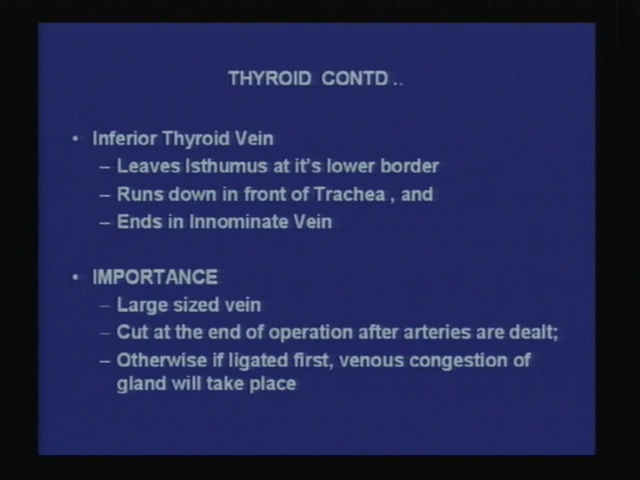 THYROID CONTD ..
• Inferior Thyroid Vein
– Leaves Isthumus at it's lower border
– Runs down in front of Trachea , and
– Ends in Innominate Vein
• IMPORTANCE
– Large sized vein
– Cut at the end of operation after arteries are dealt;
– Otherwise if ligated first, venous congestion of
gland will take place